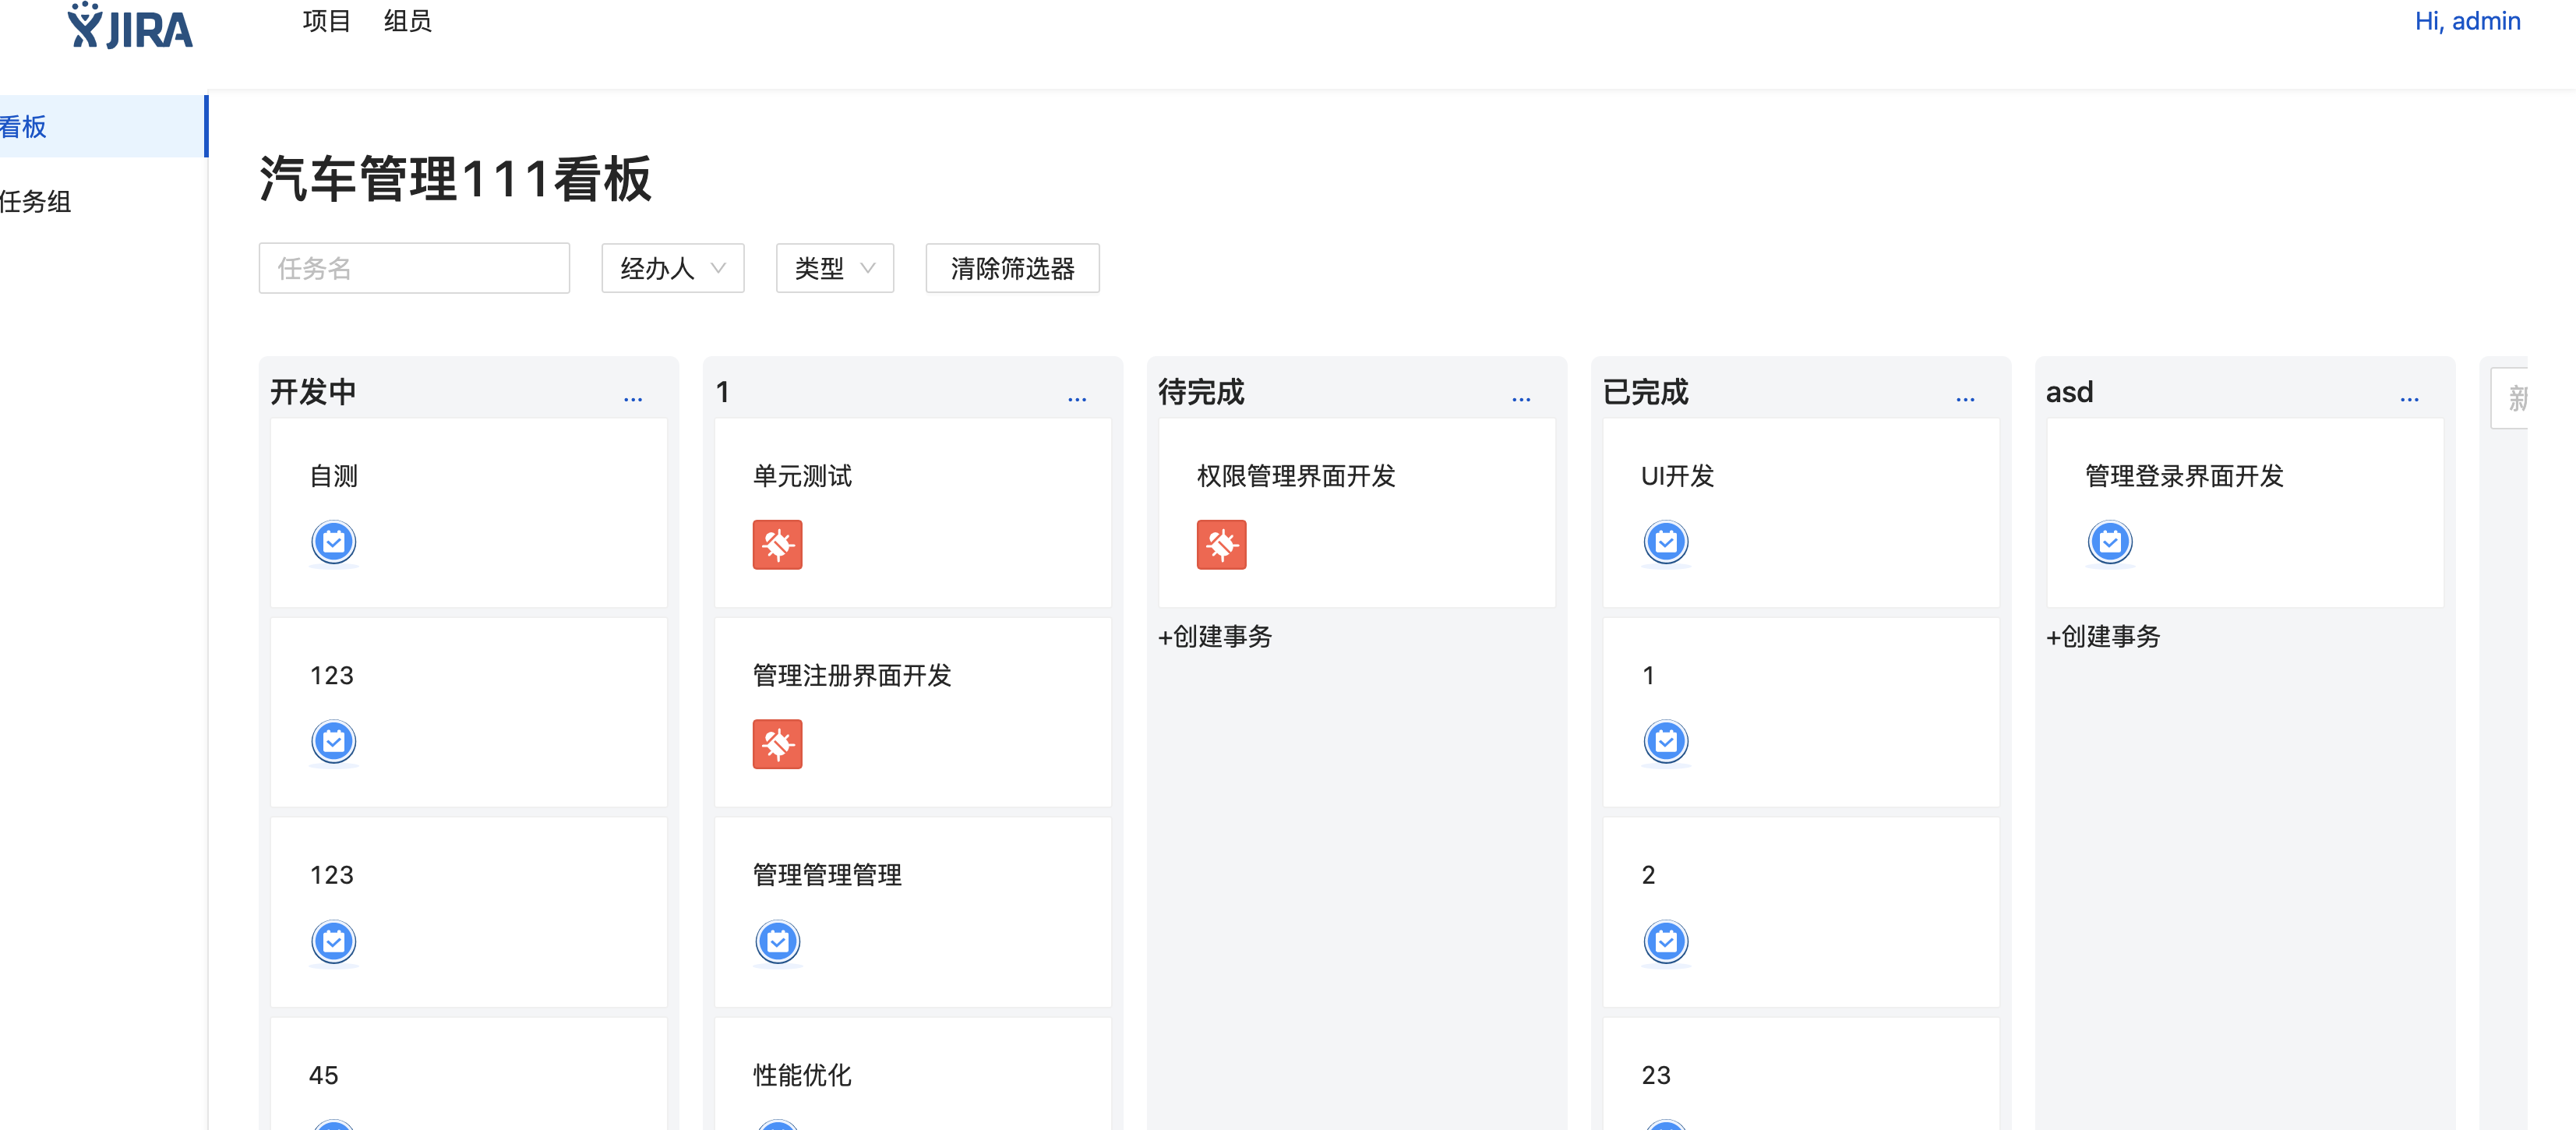 JIRA
项目 组员
Hi, admin
看板
任务组
汽车管理111看板
任务名
经办人
类型
清除筛选器
开发中 ...
自测
123
123
45
1 ...
单元测试
管理注册界面开发
管理管理管理
性能优化
待完成 ...
权限管理界面开发
+创建事务
已完成 ...
UI开发
1
2
23
asd ...
管理登录界面开发
+创建事务